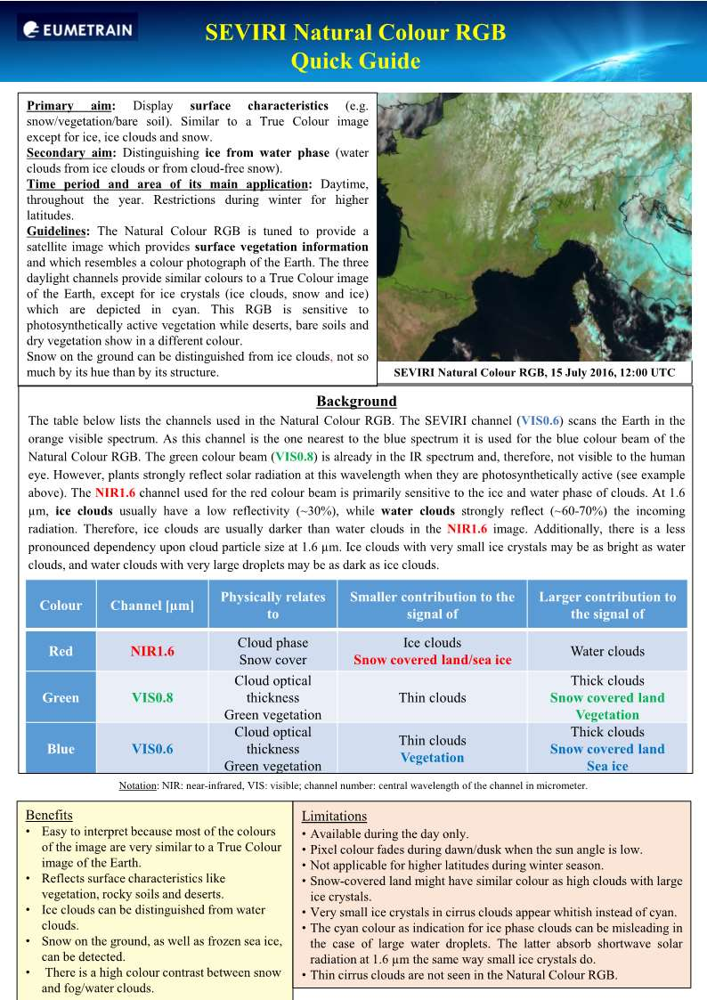 EUMETRAIN
SEVIRI Natural Colour RGB
Quick Guide
Primary aim: Display surface characteristics (e.g.
snow/vegetation/bare soil). Similar to a True Colour image
except for ice, ice clouds and snow.
Secondary aim: Distinguishing ice from water phase (water
clouds from ice clouds or from cloud-free snow).
Time period and area of its main application: Daytime,
throughout the year. Restrictions during winter for higher
latitudes.
Guidelines: The Natural Colour RGB is tuned to provide a
satellite image which provides surface vegetation information
and which resembles a colour photograph of the Earth. The three
daylight channels provide similar colours to a True Colour image
of the Earth, except for ice crystals (ice clouds, snow and ice)
which are depicted in cyan. This RGB is sensitive to
photosynthetically active vegetation while deserts, bare soils and
dry vegetation show in a different colour.
Snow on the ground can be distinguished from ice clouds, not so
much by its hue than by its structure.
SEVIRI Natural Colour RGB, 15 July 2016, 12:00 UTC
Background
The table below lists the channels used in the Natural Colour RGB. The SEVIRI channel (VIS0.6) scans the Earth in the
orange visible spectrum. As this channel is the one nearest to the blue spectrum it is used for the blue colour beam of the
Natural Colour RGB. The green colour beam (VIS0.8) is already in the IR spectrum and, therefore, not visible to the human
eye. However, plants strongly reflect solar radiation at this wavelength when they are photosynthetically active (see example
above). The NIR1.6 channel used for the red colour beam is primarily sensitive to the ice and water phase of clouds. At 1.6
µm, ice clouds usually have a low reflectivity (~30%), while water clouds strongly reflect (~60-70%) the incoming
radiation. Therefore, ice clouds are usually darker than water clouds in the NIR1.6 image. Additionally, there is a less
pronounced dependency upon cloud particle size at 1.6 µm. Ice clouds with very small ice crystals may be as bright as water
clouds, and water clouds with very large droplets may be as dark as ice clouds.
Colour
Channel [µm]
Physically relates
to
Smaller contribution to the
signal of
Larger contribution to
the signal of
Red
NIR1.6
Cloud phase
Snow cover
Ice clouds
Snow covered land/sea ice
Water clouds
Green
VIS0.8
Cloud optical
thickness
Green vegetation
Thin clouds
Thick clouds
Snow covered land
Vegetation
Blue
VIS0.6
Cloud optical
thickness
Green vegetation
Thin clouds
Vegetation
Thick clouds
Snow covered land
Sea ice
Notation: NIR: near-infrared, VIS: visible; channel number: central wavelength of the channel in micrometer.
Benefits
• Easy to interpret because most of the colours
of the image are very similar to a True Colour
image of the Earth.
• Reflects surface characteristics like
vegetation, rocky soils and deserts.
• Ice clouds can be distinguished from water
clouds.
• Snow on the ground, as well as frozen sea ice,
can be detected.
• There is a high colour contrast between snow
and fog/water clouds.
Limitations
• Available during the day only.
• Pixel colour fades during dawn/dusk when the sun angle is low.
• Not applicable for higher latitudes during winter season.
• Snow-covered land might have similar colour as high clouds with large
ice crystals.
• Very small ice crystals in cirrus clouds appear whitish instead of cyan.
• The cyan colour as indication for ice phase clouds can be misleading in
the case of large water droplets. The latter absorb shortwave solar
radiation at 1.6 µm the same way small ice crystals do.
• Thin cirrus clouds are not seen in the Natural Colour RGB.